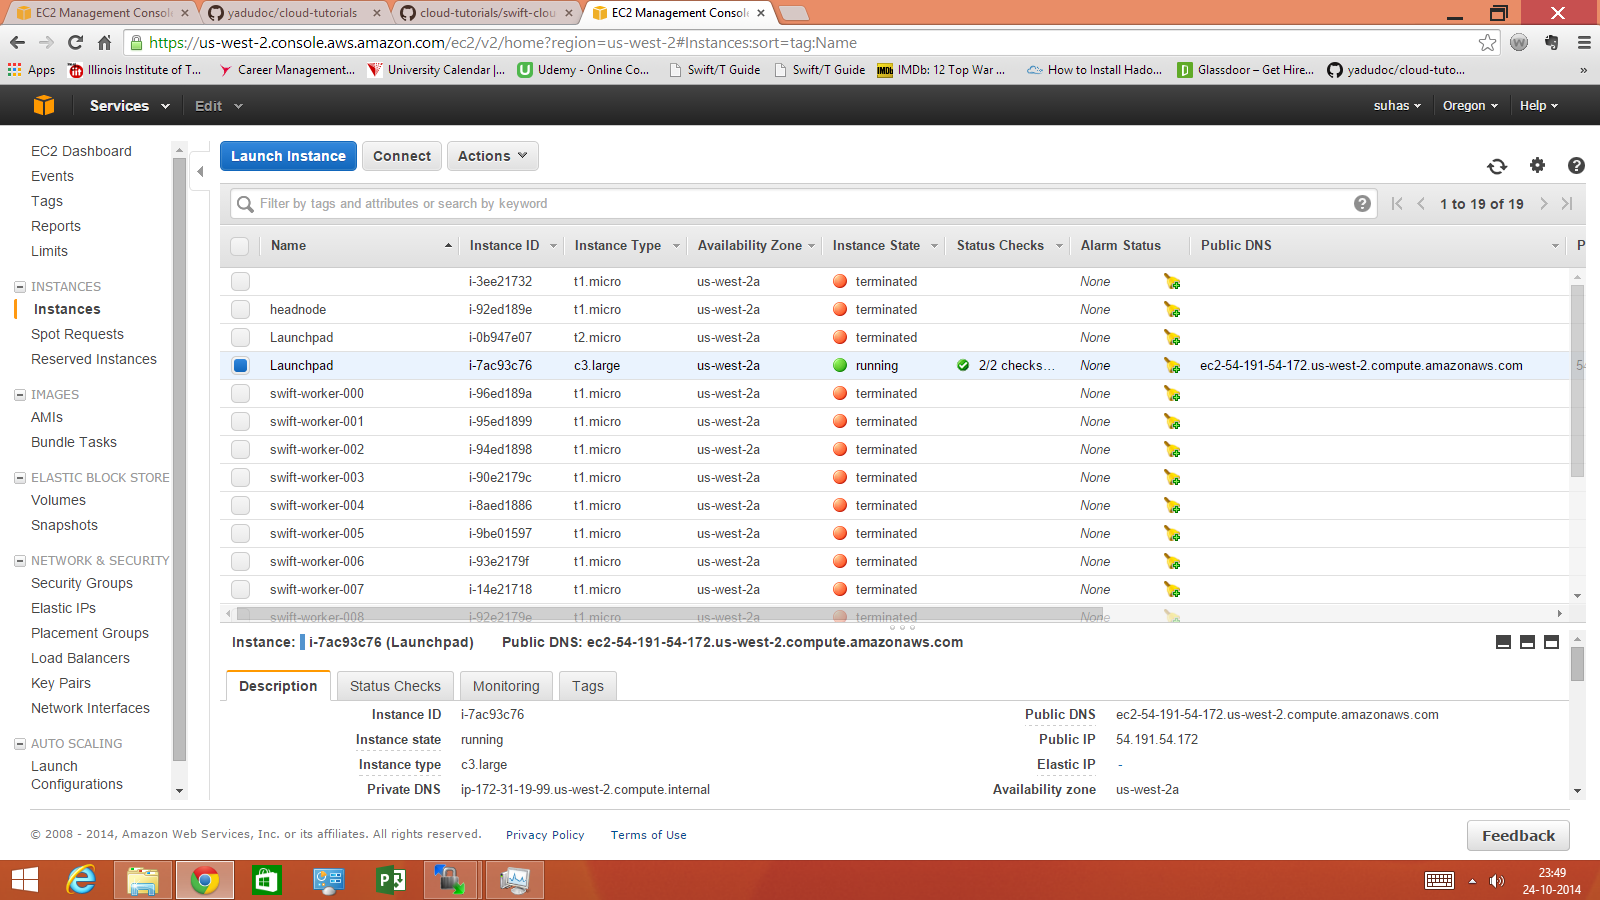 EC2 Management Consol
yadudoc/cloud-tutorials
cloud-tutorials/swift-clou
EC2 Management Consol
https://us-west-2.console.aws.amazon.com/ec2/v2/home?region=us-west-2#Instances:sort=tag:Name
Apps
Illinois Institute of T...
Career Management...
University Calendar |...
Udemy - Online Co...
Swift/T Guide
Swift/T Guide
IMDb: 12 Top War ...
How to Install Hado...
Glassdoor – Get Hire...
yadudoc/cloud-tuto...
»
Services
Edit
suhas
Oregon
Help
EC2 Dashboard
Events
Tags
Reports
Limits
INSTANCES
Instances
Spot Requests
Reserved Instances
IMAGES
AMIs
Bundle Tasks
ELASTIC BLOCK STORE
Volumes
Snapshots
NETWORK & SECURITY
Security Groups
Elastic IPs
Placement Groups
Load Balancers
Key Pairs
Network Interfaces
AUTO SCALING
Launch
Configurations
Launch Instance
Connect
Actions
Filter by tags and attributes or search by keyword
1 to 19 of 19
Name Instance ID Instance Type Availability Zone Instance State Status Checks Alarm Status Public DNS P
i-3ee21732 t1.micro us-west-2a terminated None
headnode i-92ed189e t1.micro us-west-2a terminated None
Launchpad i-0b947e07 t2.micro us-west-2a terminated None
Launchpad i-7ac93c76 c3.large us-west-2a running 2/2 checks... None ec2-54-191-54-172.us-west-2.compute.amazonaws.com 54
swift-worker-000 i-96ed189a t1.micro us-west-2a terminated None
swift-worker-001 i-95ed1899 t1.micro us-west-2a terminated None
swift-worker-002 i-94ed1898 t1.micro us-west-2a terminated None
swift-worker-003 i-90e2179c t1.micro us-west-2a terminated None
swift-worker-004 i-8aed1886 t1.micro us-west-2a terminated None
swift-worker-005 i-9be01597 t1.micro us-west-2a terminated None
swift-worker-006 i-93e2179f t1.micro us-west-2a terminated None
swift-worker-007 i-14e21718 t1.micro us-west-2a terminated None
swift-worker-008 i-92e2179e t1.micro us-west-2a terminated None
Instance: i-7ac93c76 (Launchpad) Public DNS: ec2-54-191-54-172.us-west-2.compute.amazonaws.com
Description
Status Checks
Monitoring
Tags
Instance ID i-7ac93c76
Instance state running
Instance type c3.large
Private DNS ip-172-31-19-99.us-west-2.compute.internal
Public DNS ec2-54-191-54-172.us-west-2.compute.amazonaws.com
Public IP 54.191.54.172
Elastic IP -
Availability zone us-west-2a
© 2008 - 2014, Amazon Web Services, Inc. or its affiliates. All rights reserved.
Privacy Policy
Terms of Use
Feedback
23:49
24-10-2014